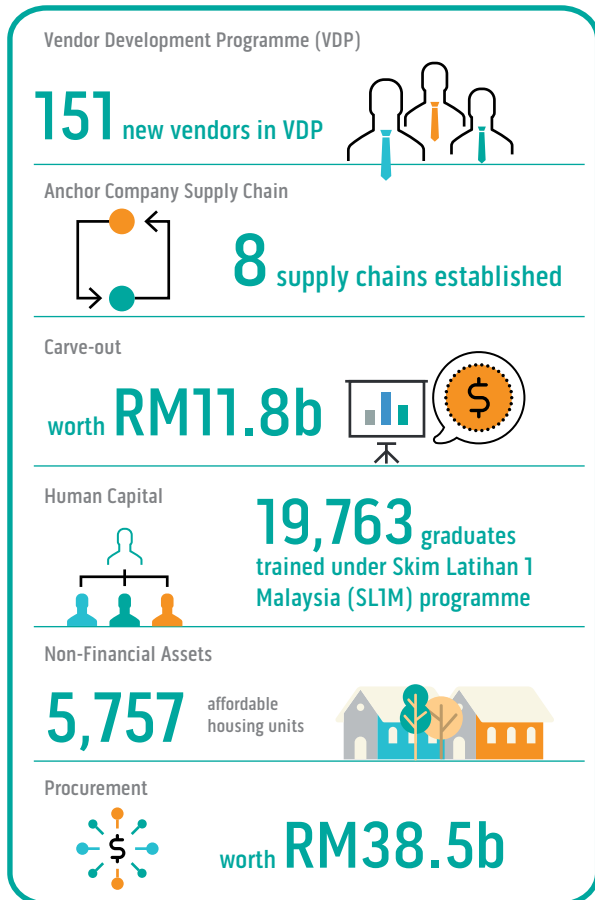 Vendor Development Programme (VDP)
151 new vendors in VDP
Anchor Company Supply Chain
8 supply chains established
Carve-out
worth RM11.8b
$
Human Capital
19,763 graduates
trained under Skim Latihan 1
Malaysia (SL1M) programme
Non-Financial Assets
5,757 affordable
housing units
Procurement
$
worth RM38.5b